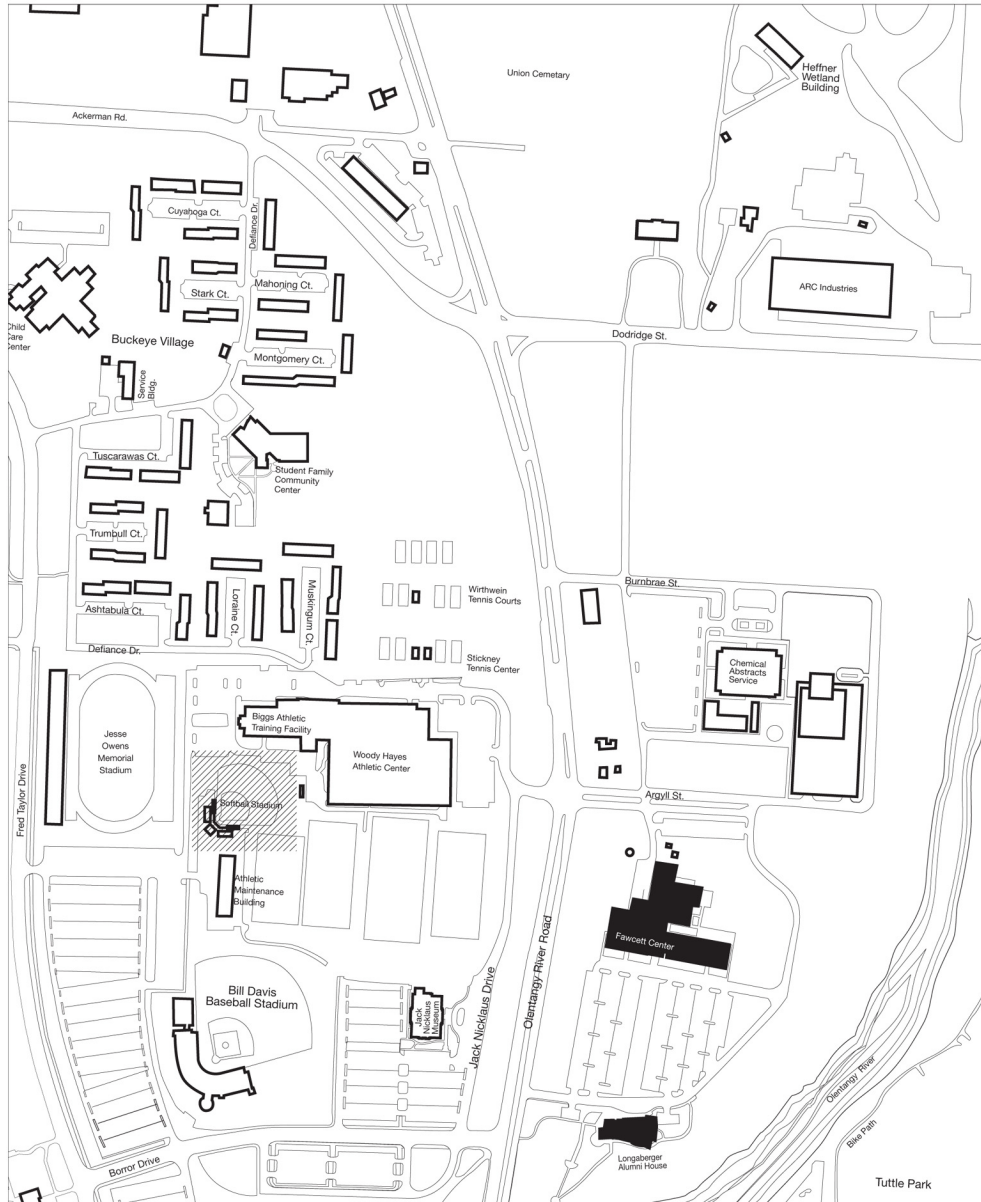 Union Cemetery
Heffner
Wetland
Building
Ackerman Rd.
Cuyahoga Ct.
Defiance Dr.
Mahoning Ct.
Stark Ct.
ARC Industries
Child
Care
Center
Buckeye Village
Dodridge St.
Montgomery Ct.
Service
Bldg.
Tuscarawas Ct.
Student Family
Community
Center
Trumbull Ct.
Burnbrae St.
Wirthwein
Tennis Courts
Ashtabula Ct.
Loraine Ct.
Muskingum Ct.
Defiance Dr.
Stickney
Tennis Center
Chemical
Abstracts
Service
Biggs Athletic
Training Facility
Jesse
Owens
Memorial
Stadium
Woody Hayes
Athletic Center
Fred Taylor Drive
Softball Stadium
Argyll St.
Athletic
Maintenance
Building
Fawcett Center
Olentangy River Road
Bill Davis
Baseball Stadium
Jack
Nicklaus
Museum
Jack Nicklaus Drive
Olentangy River
Bike Path
Borror Drive
Longaberger
Alumni House
Tuttle Park